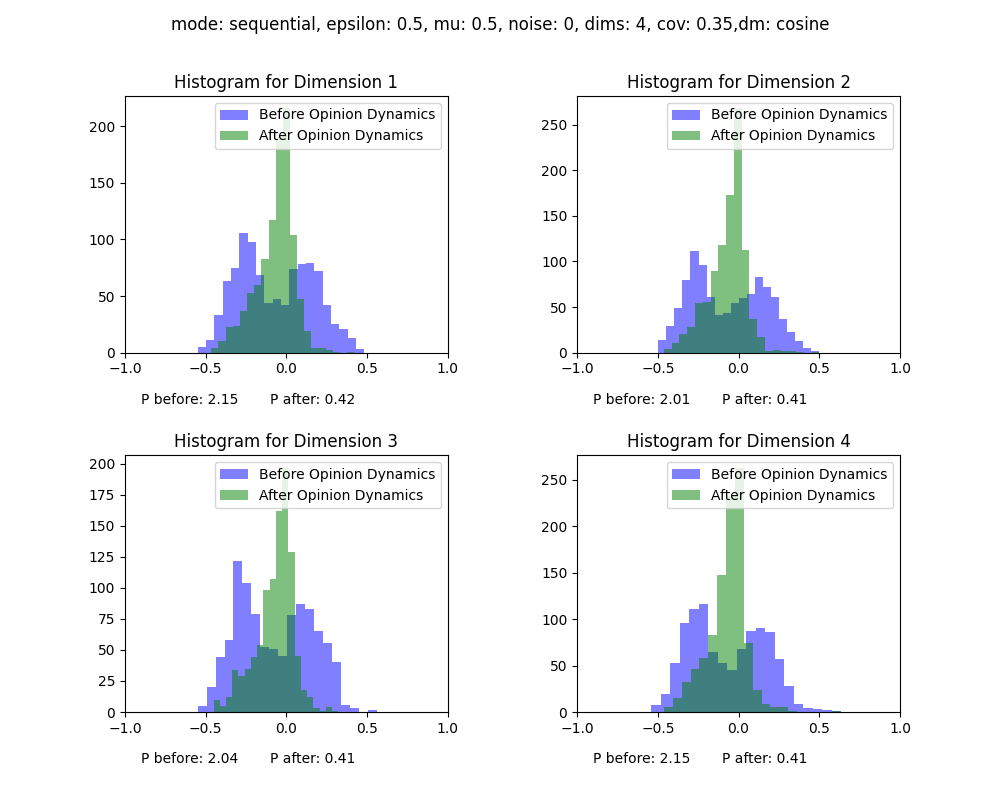 mode: sequential, epsilon: 0.5, mu: 0.5, noise: 0, dims: 4, cov: 0.35,dm: cosine
Histogram for Dimension 1
Before Opinion Dynamics
After Opinion Dynamics
200
150
100
50
0
−1.0 −0.5 0.0 0.5 1.0
P before: 2.15 P after: 0.42
Histogram for Dimension 2
Before Opinion Dynamics
After Opinion Dynamics
250
200
150
100
50
0
−1.0 −0.5 0.0 0.5 1.0
P before: 2.01 P after: 0.41
Histogram for Dimension 3
Before Opinion Dynamics
After Opinion Dynamics
200
175
150
125
100
75
50
25
0
−1.0 −0.5 0.0 0.5 1.0
P before: 2.04 P after: 0.41
Histogram for Dimension 4
Before Opinion Dynamics
After Opinion Dynamics
250
200
150
100
50
0
−1.0 −0.5 0.0 0.5 1.0
P before: 2.15 P after: 0.41